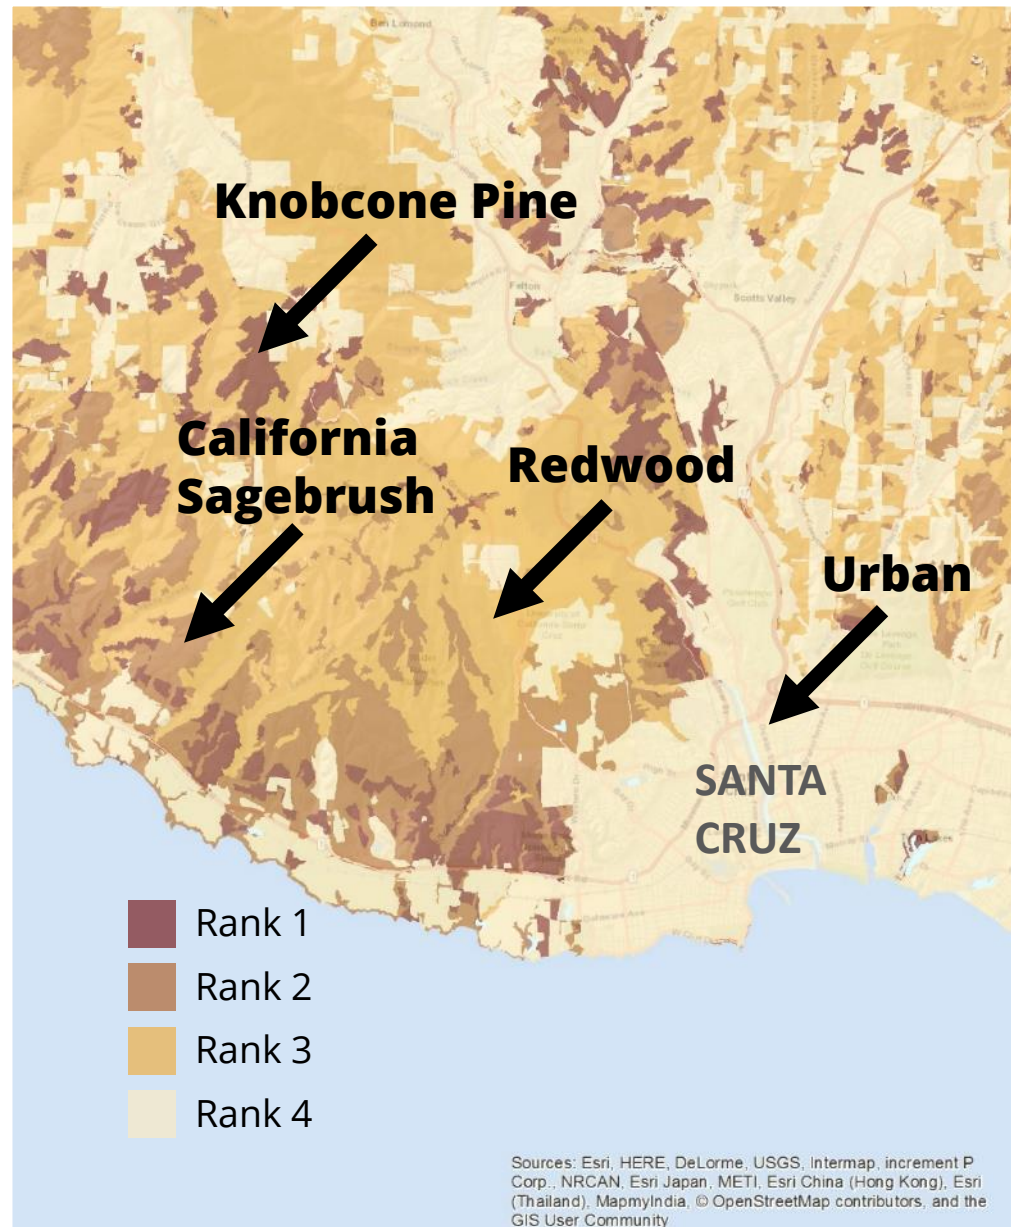 Ben Lomond
Knobcone Pine
Felton
Scotts Valley
California
Sagebrush
Redwood
Urban
SANTA
CRUZ
Rank 1
Rank 2
Rank 3
Rank 4
Sources: Esri, HERE, DeLorme, USGS, Intermap, increment P
Corp., NRCAN, Esri Japan, METI, Esri China (Hong Kong), Esri
(Thailand), MapmyIndia, © OpenStreetMap contributors, and the
GIS User Community